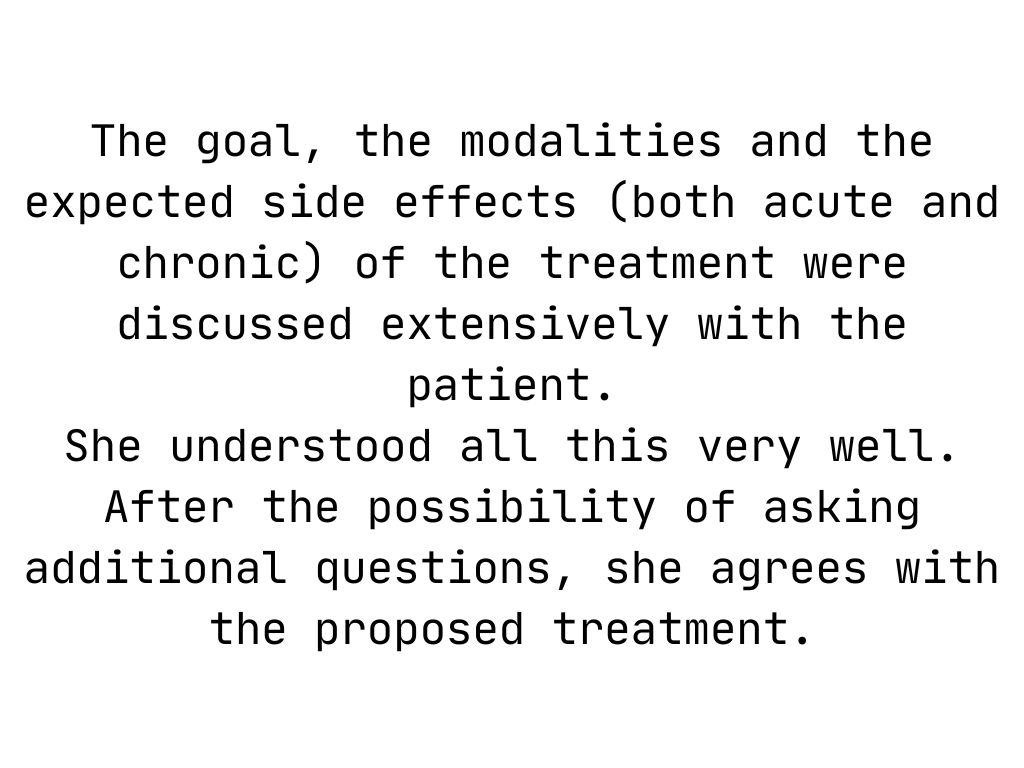 The goal, the modalities and the
expected side effects (both acute and
chronic) of the treatment were
discussed extensively with the
patient.
She understood all this very well.
After the possibility of asking
additional questions, she agrees with
the proposed treatment.